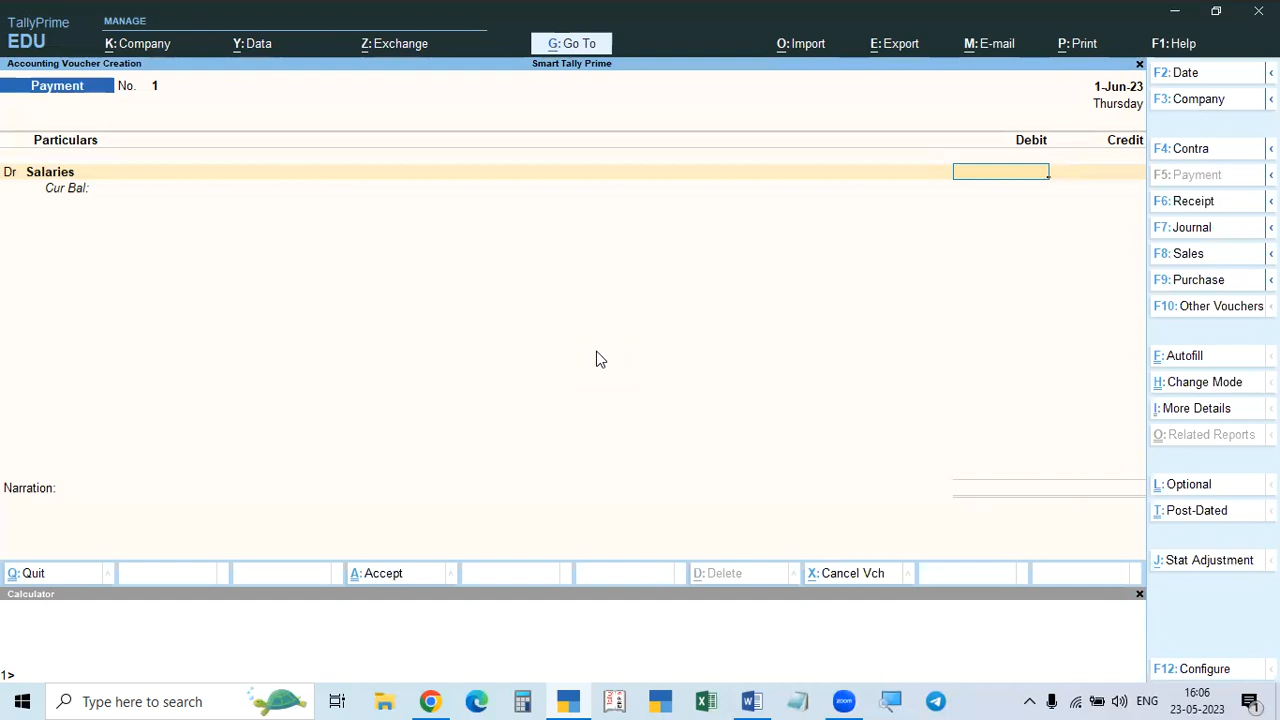 TallyPrime
EDU
MANAGE
K: Company
Y: Data
Z: Exchange
G: Go To
O: Import
E: Export
M: E-mail
P: Print
F1: Help
Accounting Voucher Creation
Smart Tally Prime
Payment No. 1
1-Jun-23
Thursday
Particulars
Debit
Credit
Dr Salaries
Cur Bal:
Narration:
F2: Date
F3: Company
F4: Contra
F5: Payment
F6: Receipt
F7: Journal
F8: Sales
F9: Purchase
F10: Other Vouchers
F: Autofill
H: Change Mode
I: More Details
O: Related Reports
L: Optional
T: Post-Dated
J: Stat Adjustment
F12: Configure
Q: Quit
A: Accept
D: Delete
X: Cancel Vch
Calculator
1>
Type here to search
ENG
16:06
23-05-2023